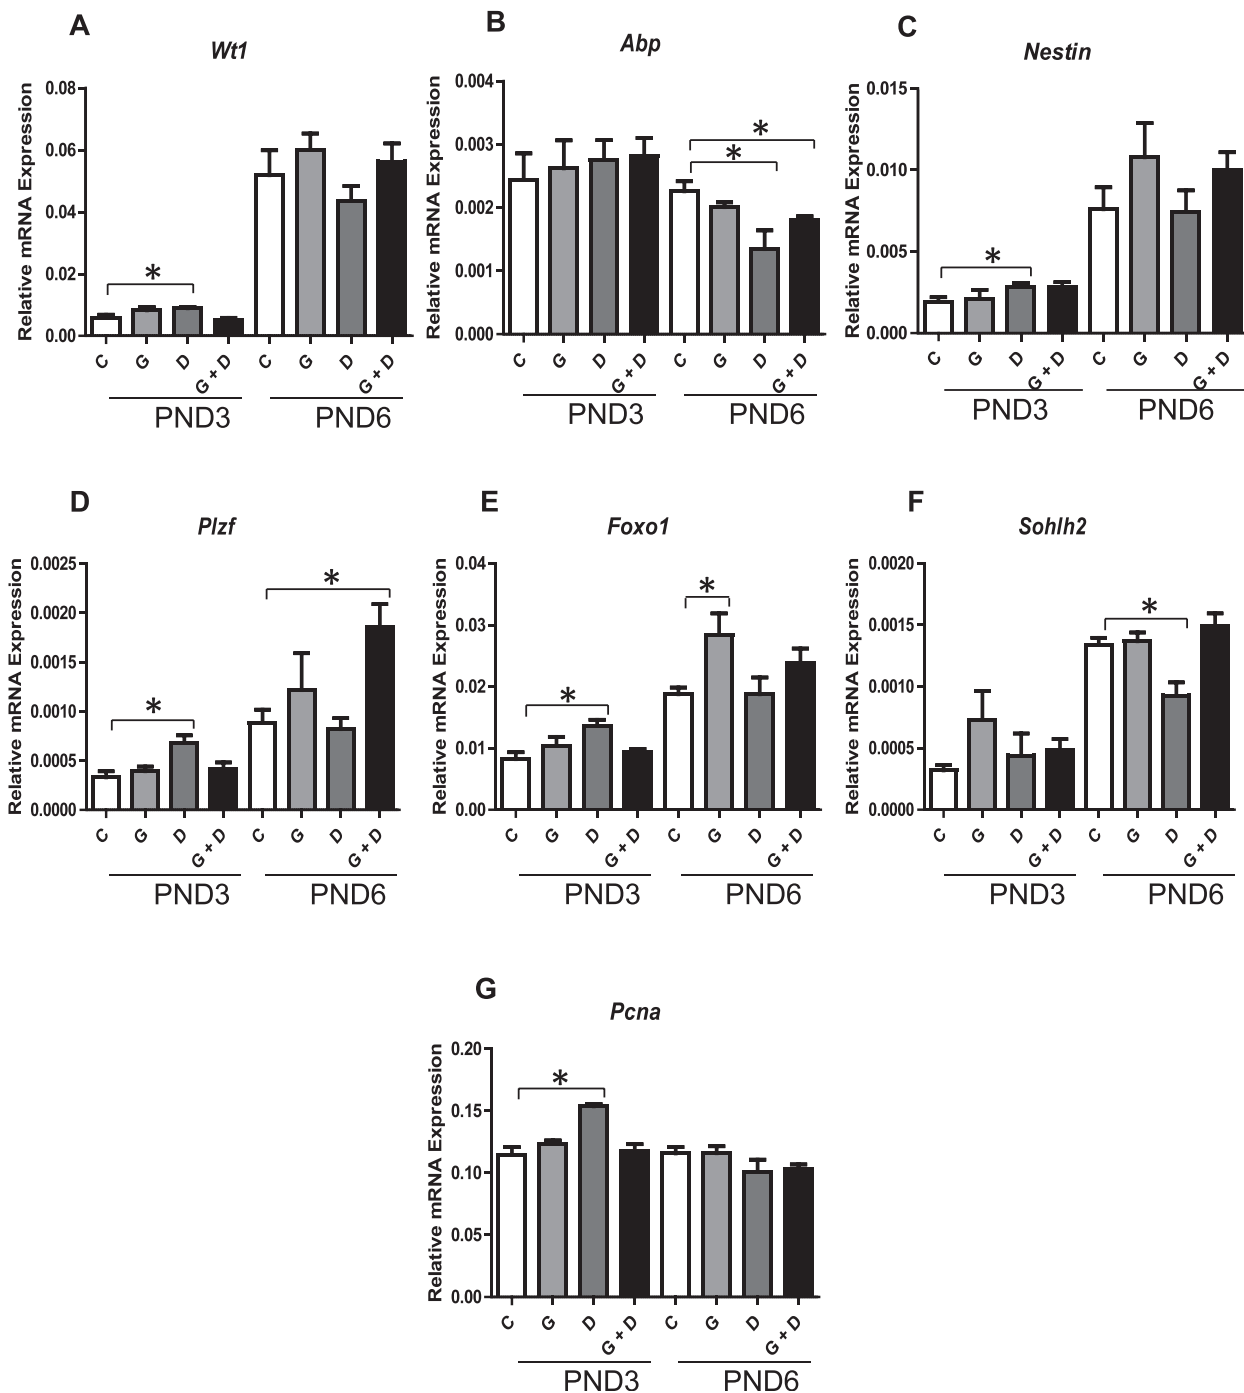 A
Wt1
Relative mRNA Expression
0.08
0.06
0.04
0.02
0.00
*
C G D G + D C G D G + D
PND3 PND6
B
Abp
Relative mRNA Expression
0.004
0.003
0.002
0.001
0.000
*
*
C G D G + D C G D G + D
PND3 PND6
C
Nestin
Relative mRNA Expression
0.015
0.010
0.005
0.000
*
C G D G + D C G D G + D
PND3 PND6
D
Plzf
Relative mRNA Expression
0.0025
0.0020
0.0015
0.0010
0.0005
0.0000
*
*
C G D G + D C G D G + D
PND3 PND6
E
Foxo1
Relative mRNA Expression
0.04
0.03
0.02
0.01
0.00
*
*
C G D G + D C G D G + D
PND3 PND6
F
Sohlh2
Relative mRNA Expression
0.0020
0.0015
0.0010
0.0005
0.0000
*
C G D G + D C G D G + D
PND3 PND6
G
Pcna
Relative mRNA Expression
0.20
0.15
0.10
0.05
0.00
*
C G D G + D C G D G + D
PND3 PND6